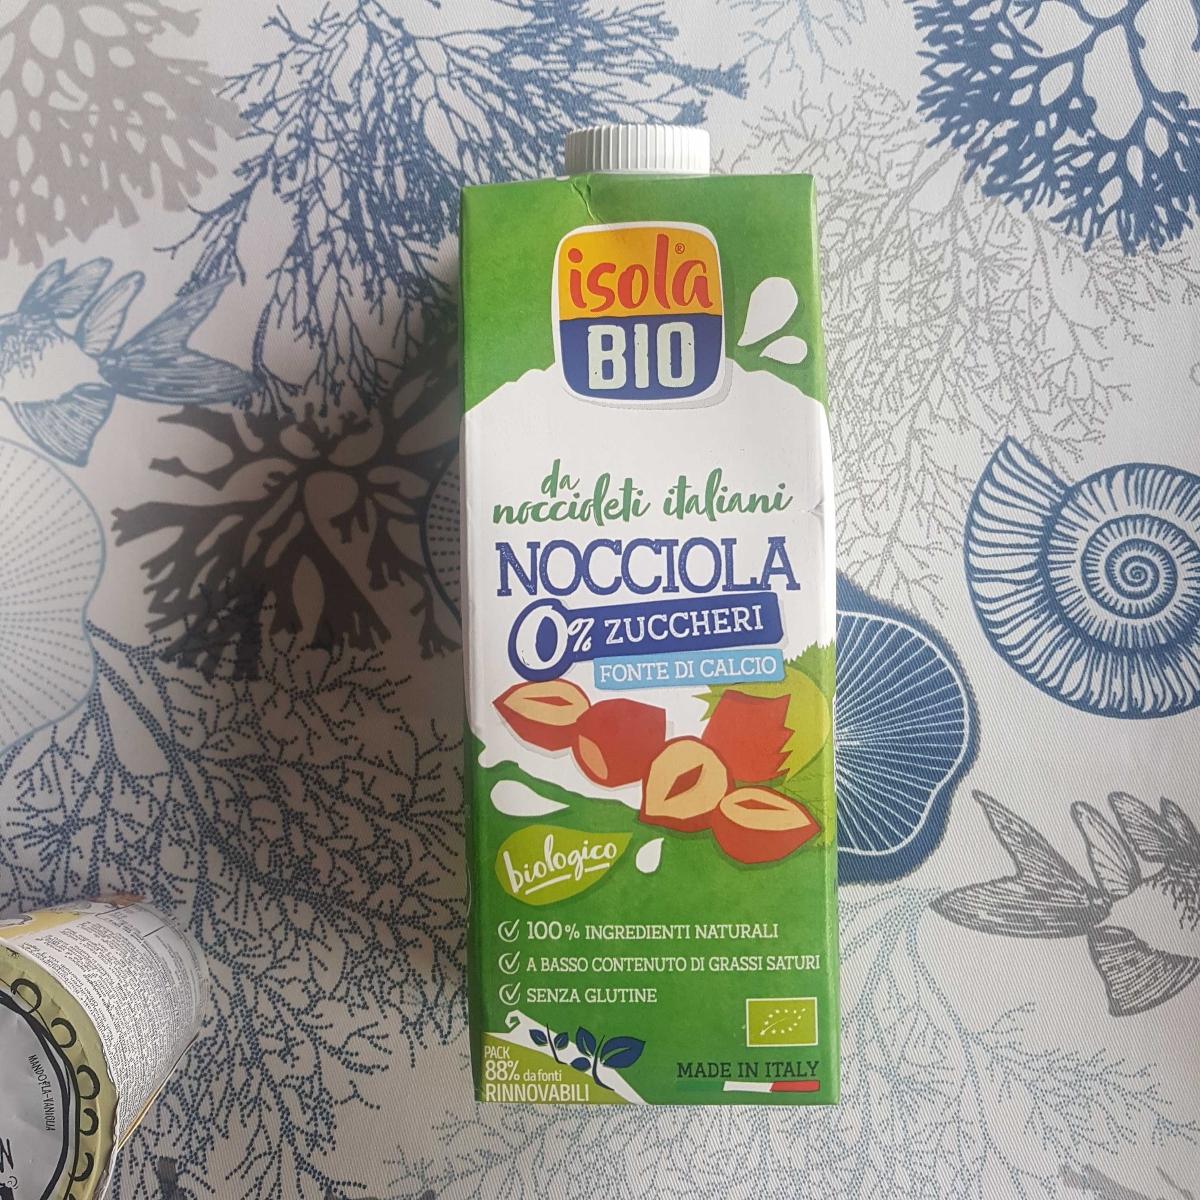 isola®
BIO
da
noccioleti italiani
NOCCIOLA
0% ZUCCHERI
FONTE DI CALCIO
biologico
100% INGREDIENTI NATURALI
A BASSO CONTENUTO DI GRASSI SATURI
SENZA GLUTINE
PACK
88% da fonti
RINNOVABILI
MADE IN ITALY